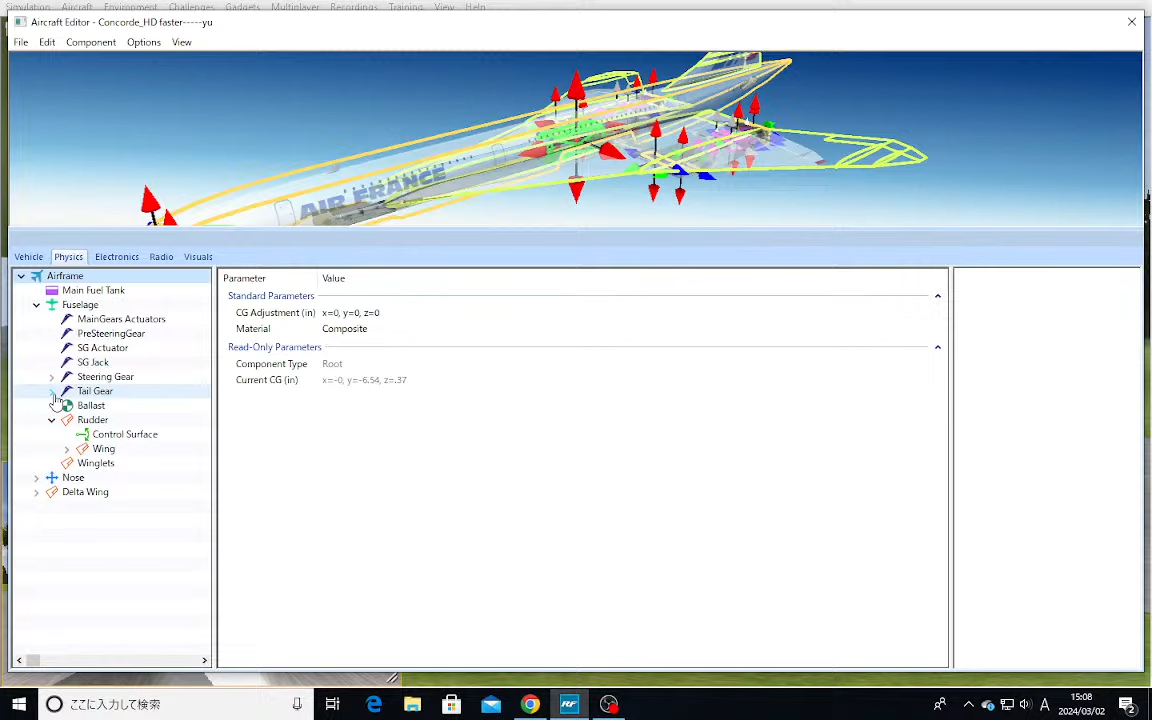 Simulation Aircraft Environment Challenges Gadgets Multiplayer Recordings Training View Help
Aircraft Editor - Concorde_HD faster-----yu
File Edit Component Options View
AIR FRANCE
Vehicle Physics Electronics Radio Visuals
Airframe
Main Fuel Tank
Fuselage
MainGears Actuators
PreSteeringGear
SG Actuator
SG Jack
Steering Gear
Tail Gear
Ballast
Rudder
Control Surface
Wing
Winglets
Nose
Delta Wing
Parameter Value
Standard Parameters
CG Adjustment (in) x=0, y=0, z=0
Material Composite
Read-Only Parameters
Component Type Root
Current CG (in) x=-0, y=-6.54, z=.37
ここに入力して検索
RF
A
15:08
2024/03/02
2